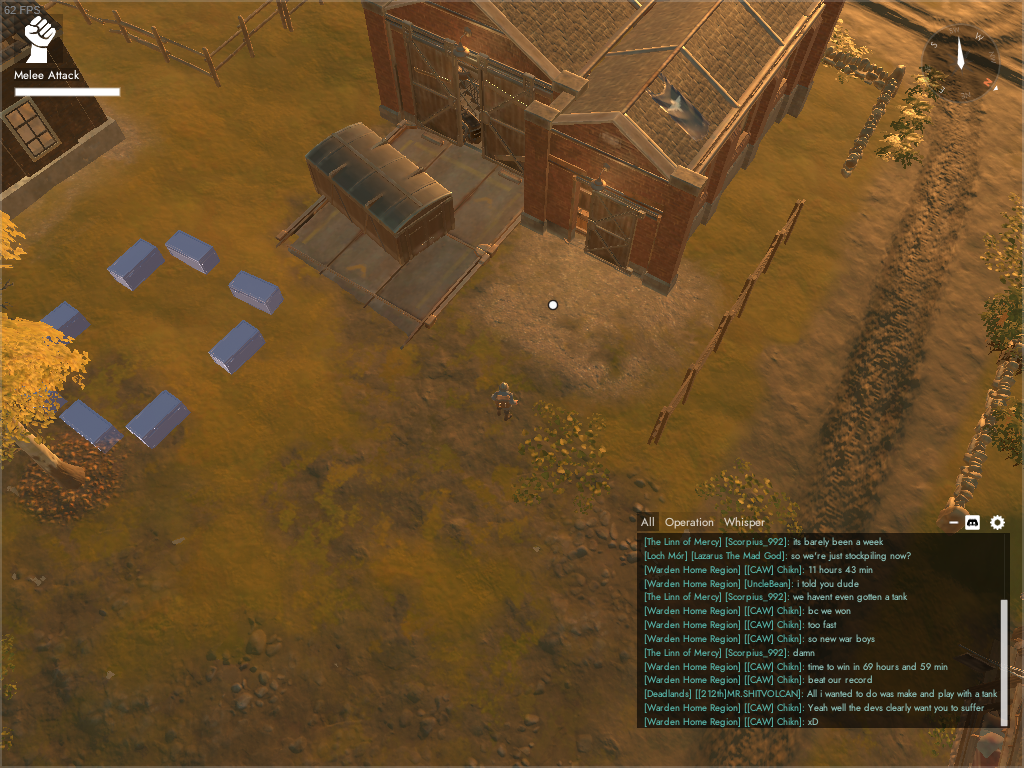 62 FPS
Melee Attack
S W
All Operation Whisper
[The Linn of Mercy] [Scorpius_992]: its barely been a week
[Loch Mór] [Lazarus The Mad God]: so we're just stockpiling now?
[Warden Home Region] [[CAW] Chikn]: 11 hours 43 min
[Warden Home Region] [UncleBean]: i told you dude
[The Linn of Mercy] [Scorpius_992]: we havent even gotten a tank
[Warden Home Region] [[CAW] Chikn]: bc we won
[Warden Home Region] [[CAW] Chikn]: too fast
[Warden Home Region] [[CAW] Chikn]: so new war boys
[The Linn of Mercy] [Scorpius_992]: damn
[Warden Home Region] [[CAW] Chikn]: time to win in 69 hours and 59 min
[Warden Home Region] [[CAW] Chikn]: beat our record
[Deadlands] [[212th]MR.SHITVOLCAN]: All i wanted to do was make and play with a tank
[Warden Home Region] [[CAW] Chikn]: Yeah well the devs clearly want you to suffer
[Warden Home Region] [[CAW] Chikn]: xD